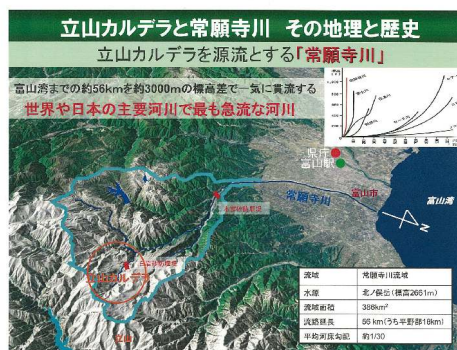 立山カルデラと常願寺川 その地理と歴史
立山カルデラを源流とする「常願寺川」
富山湾までの約56kmを約3000mの標高差で一気に貫流する
世界や日本の主要河川で最も急流な河川
県庁
富山駅
常願寺川
富山市
富山湾
N
立山カルデラ
流域 常願寺川流域
水源 北ノ俣岳(標高2661m)
流域面積 368km²
流路延長 56km(うち平野部18km)
平均河床勾配 約1/30